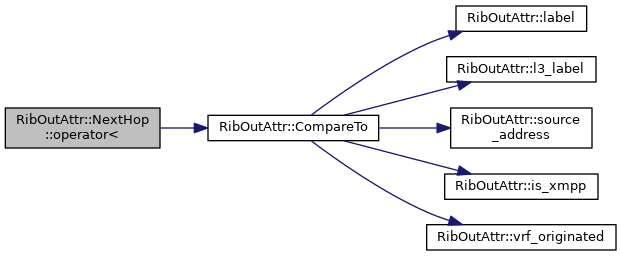 RibOutAttr::NextHop
::operator<
RibOutAttr::CompareTo
RibOutAttr::label
RibOutAttr::l3_label
RibOutAttr::source
_address
RibOutAttr::is_xmpp
RibOutAttr::vrf_originated